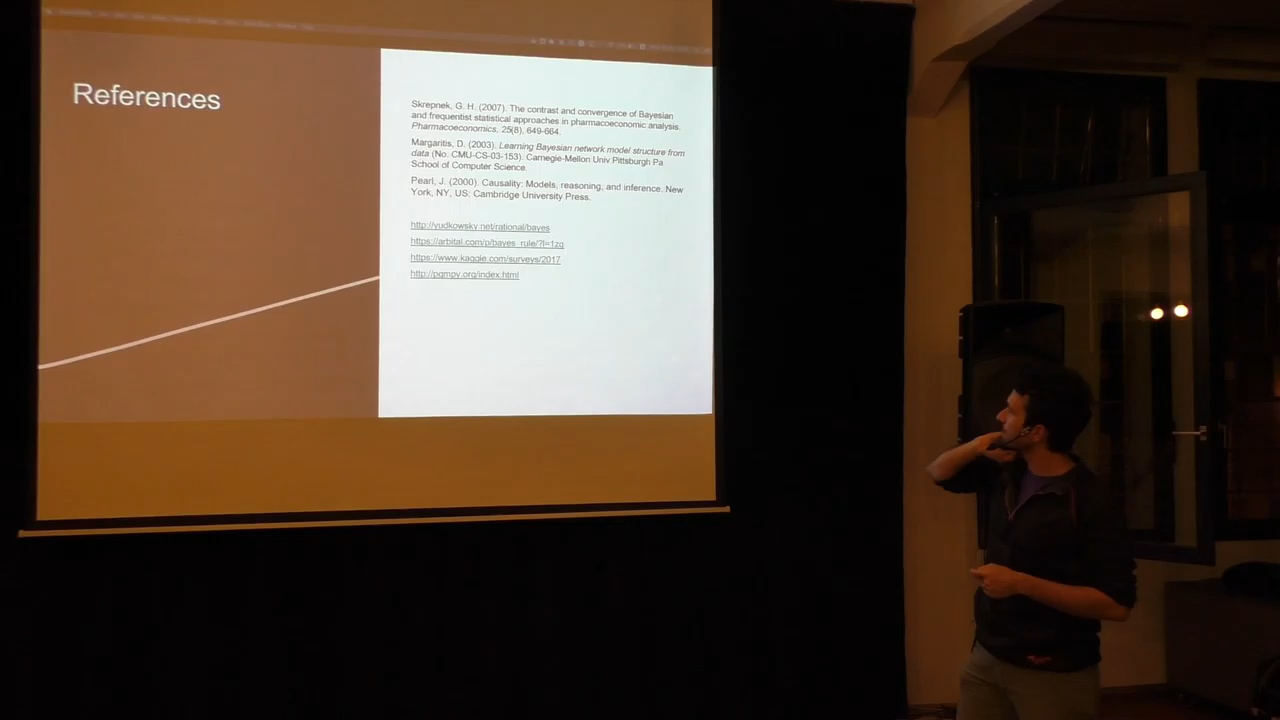 References
Skrepnek, G. H. (2007). The contrast and convergence of Bayesian
and frequentist statistical approaches in pharmacoeconomic analysis.
Pharmacoeconomics, 25(8), 649-664.
Margaritis, D. (2003). Learning Bayesian network model structure from
data (No. CMU-CS-03-153). Carnegie-Mellon Univ Pittsburgh Pa
School of Computer Science.
Pearl, J. (2000). Causality: Models, reasoning, and inference. New
York, NY, US: Cambridge University Press.
http://yudkowsky.net/rational/bayes
https://arbital.com/p/bayes_rule/?l=1zq
https://www.kaggle.com/surveys/2017
http://pgmpy.org/index.html